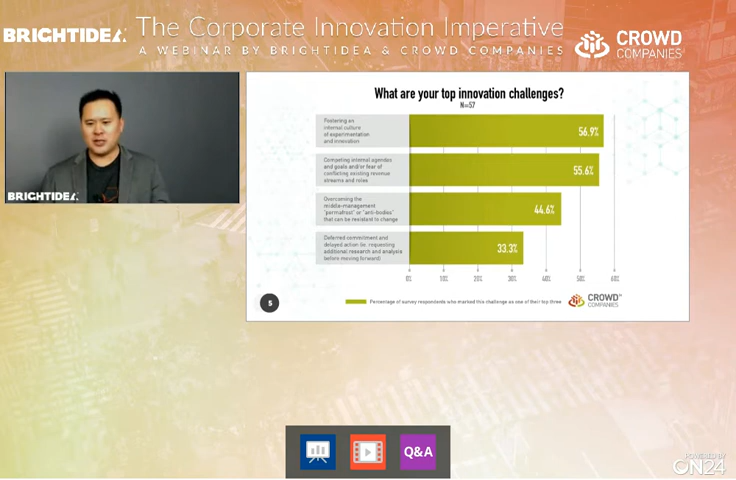 BRIGHTIDEA
The Corporate Innovation Imperative
A WEBINAR BY BRIGHTIDEA & CROWD COMPANIES
CROWD
COMPANIES
BRIGHTIDEA
What are your top innovation challenges?
N=57
Fostering an
internal culture
of experimentation
and innovation
56.9%
Competing internal agendas
and goals and/or fear of
conflicting existing revenue
streams and roles
55.6%
Overcoming the
middle-management
"permafrost" or "anti-bodies"
that can be resistant to change
44.6%
Deferred commitment and
delayed action (ie. requesting
additional research and analysis
before moving forward)
33.3%
0%
10%
20%
30%
40%
50%
60%
5
Percentage of survey respondents who marked this challenge as one of their top three
CROWD™
COMPANIES
Q&A
POWERED BY
ON24